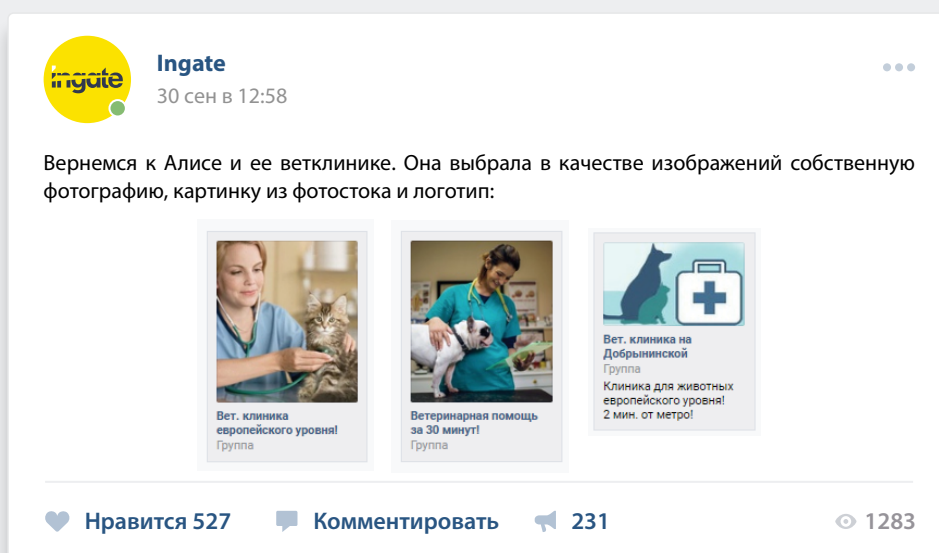 ingate
Ingate
30 сен в 12:58
Вернемся к Алисе и ее ветклинике. Она выбрала в качестве изображений собственную
фотографию, картинку из фотостока и логотип:
Вет. клиника
европейского уровня!
Группа
Ветеринарная помощь
за 30 минут!
Группа
Вет. клиника на
Добрынинской
Группа
Клиника для животных
европейского уровня!
2 мин. от метро!
Нравится 527
Комментировать
231
1283